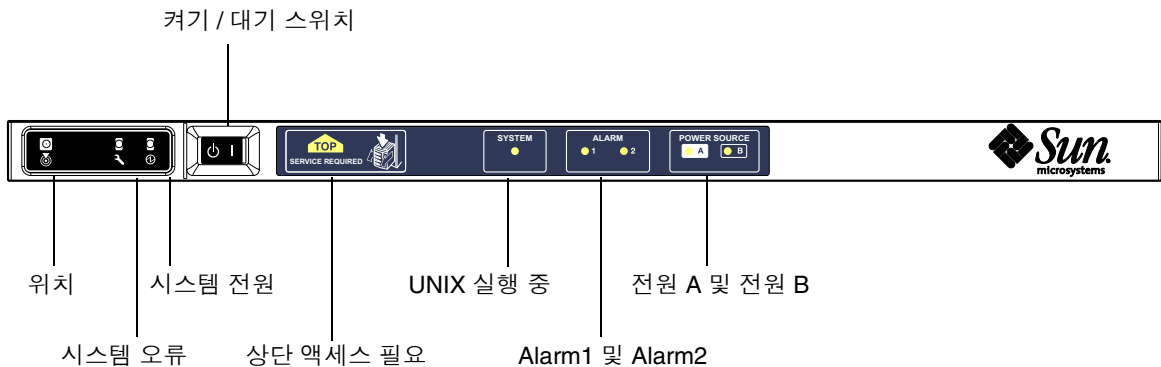 켜기 / 대기 스위치
TOP
SERVICE REQUIRED
SYSTEM
ALARM
1 2
POWER SOURCE
A B
Sun.
microsystems
위치
시스템 전원
UNIX 실행 중
전원 A 및 전원 B
시스템 오류
상단 액세스 필요
Alarm1 및 Alarm2